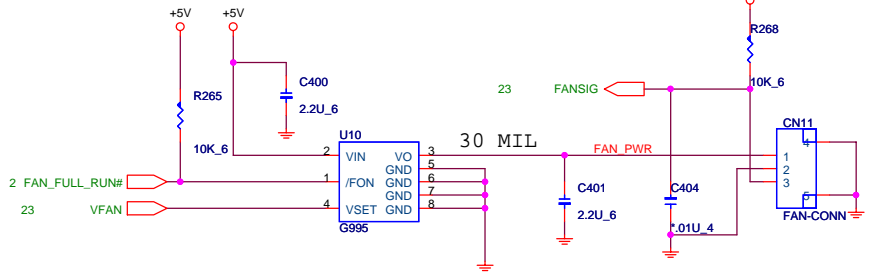 +5V +5V
R268
R265
C400
2.2U_6
23 FANSIG
10K_6
10K_6
CN11
U10
30 MIL
2 VIN VO 3
GND 5
FAN_PWR
4
1
2
3
2 FAN_FULL_RUN# 1 /FON GND 6
GND 7
23 VFAN 4 VSET GND 8
G995
C401
2.2U_6
C404
*.01U_4
5
FAN-CONN